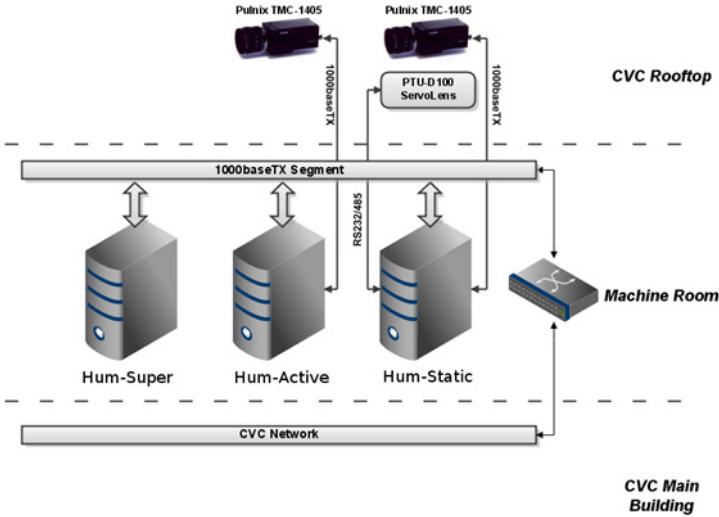 Pulnix TMC-1405
Pulnix TMC-1405
1000baseTX
PTU-D100
ServoLens
1000baseTX
CVC Rooftop
1000baseTX Segment
RS232/485
Machine Room
Hum-Super
Hum-Active
Hum-Static
CVC Network
CVC Main
Building